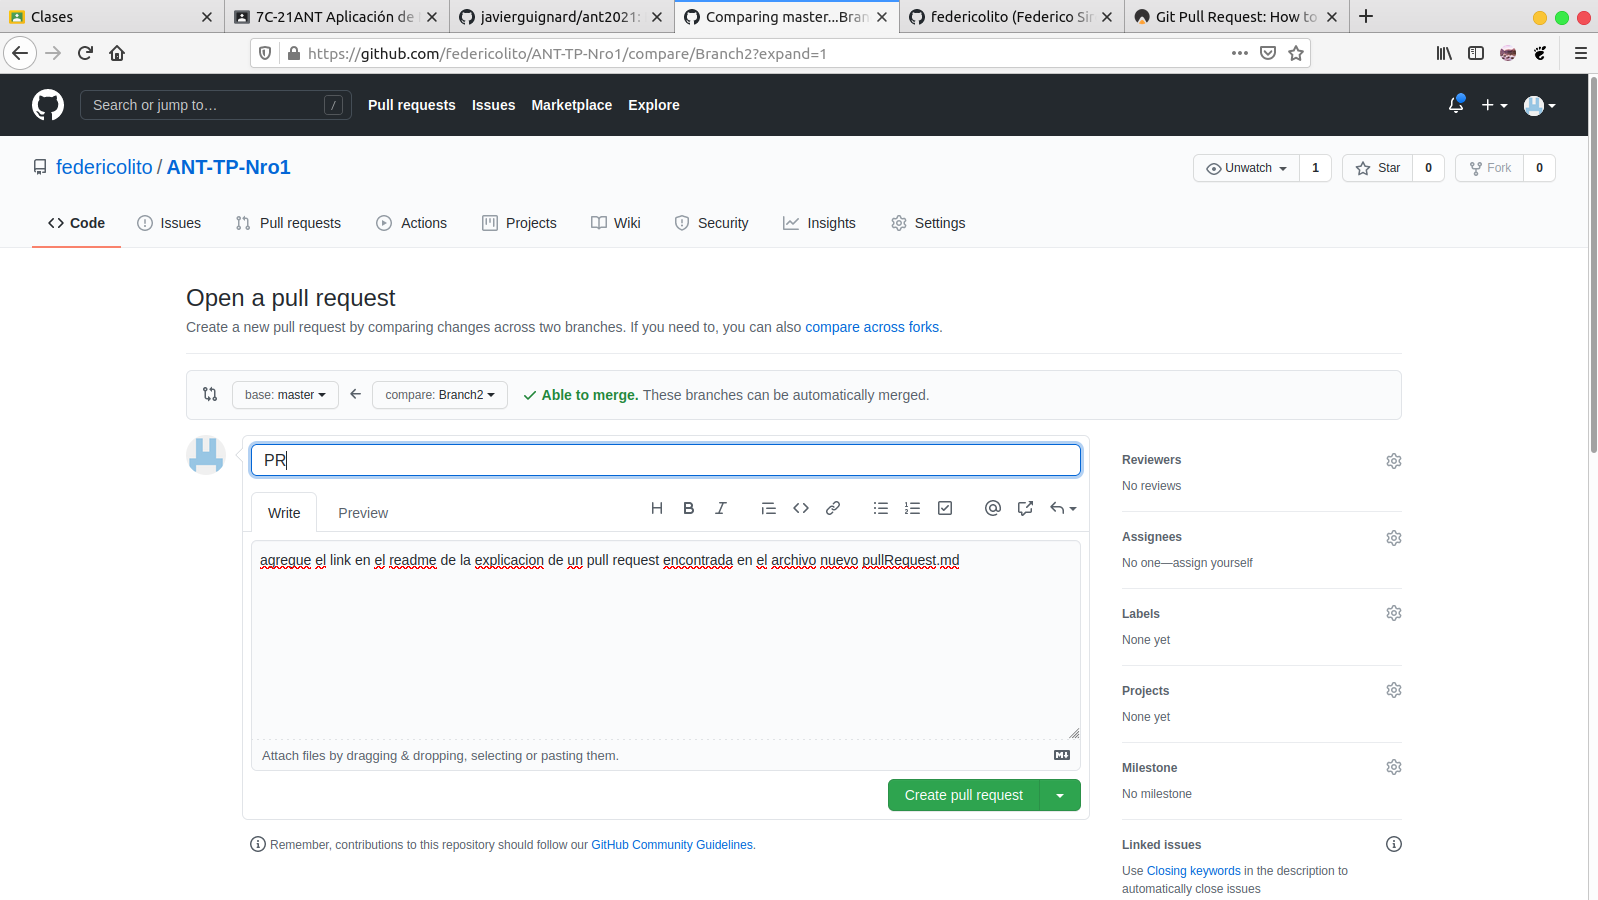 Clases
7C-21ANT Aplicación de
javierguignard/ant2021:
Comparing master...Bran
federicolito (Federico Sir
Git Pull Request: How to
https://github.com/federicolito/ANT-TP-Nro1/compare/Branch2?expand=1
Search or jump to…
/
Pull requests
Issues
Marketplace
Explore
federicolito / ANT-TP-Nro1
Unwatch 1
Star 0
Fork 0
Code
Issues
Pull requests
Actions
Projects
Wiki
Security
Insights
Settings
Open a pull request
Create a new pull request by comparing changes across two branches. If you need to, you can also compare across forks.
base: master
compare: Branch2
Able to merge. These branches can be automatically merged.
PR
Write
Preview
H B I
agregue el link en el readme de la explicacion de un pull request encontrada en el archivo nuevo pullRequest.md
Attach files by dragging & dropping, selecting or pasting them.
Create pull request
Remember, contributions to this repository should follow our GitHub Community Guidelines.
Reviewers
No reviews
Assignees
No one—assign yourself
Labels
None yet
Projects
None yet
Milestone
No milestone
Linked issues
Use Closing keywords in the description to
automatically close issues